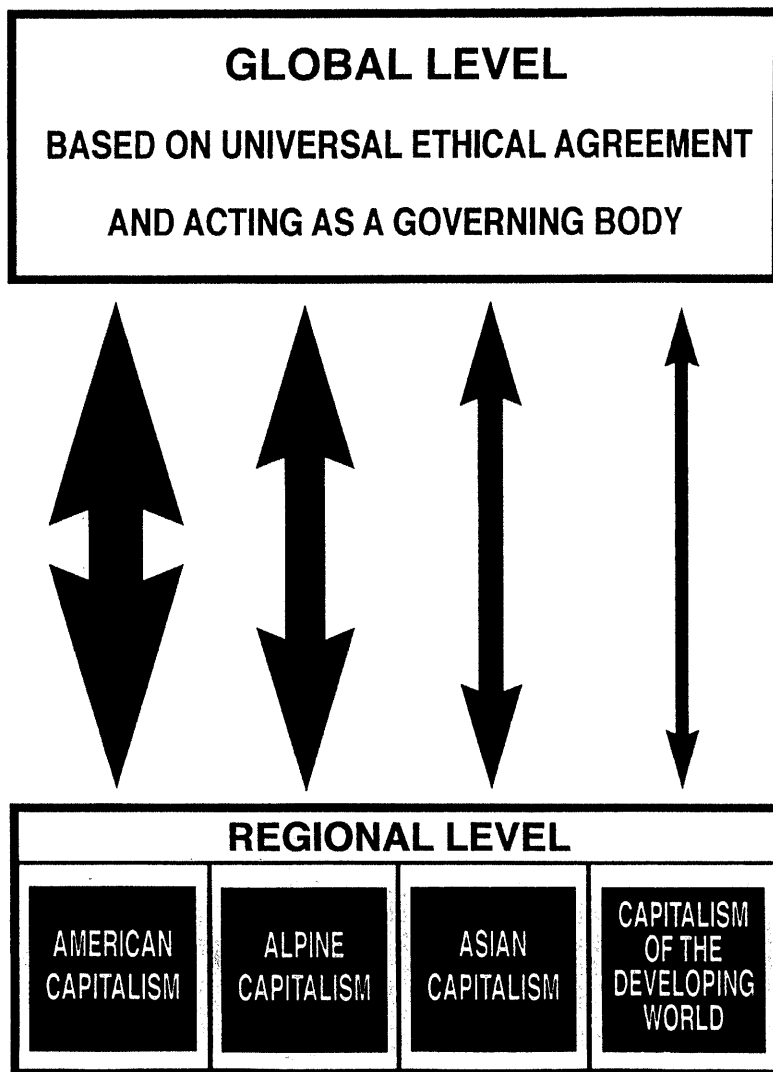 GLOBAL LEVEL
BASED ON UNIVERSAL ETHICAL AGREEMENT
AND ACTING AS A GOVERNING BODY
REGIONAL LEVEL
AMERICAN
CAPITALISM
ALPINE
CAPITALISM
ASIAN
CAPITALISM
CAPITALISM
OF THE
DEVELOPING
WORLD